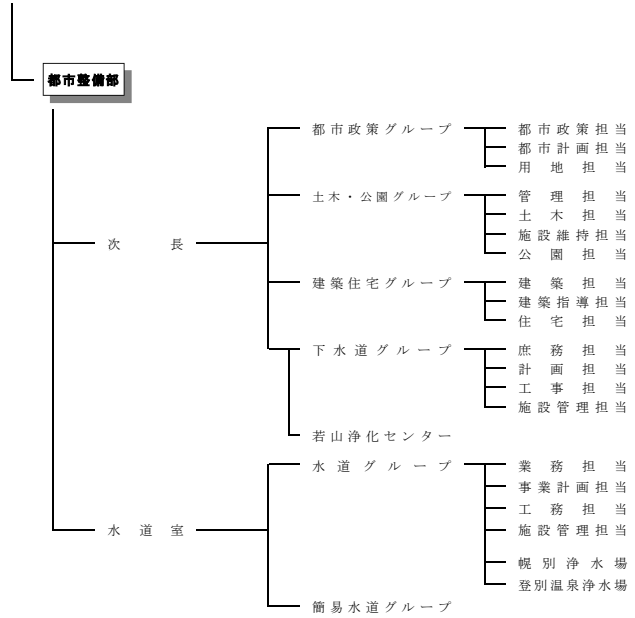 都市整備部
都市政策グループ 都市政策担当
都市計画担当
用地担当
土木・公園グループ 管理担当
土木担当
次長 施設維持担当
公園担当
建築住宅グループ 建築担当
建築指導担当
住宅担当
下水道グループ 庶務担当
計画担当
工事担当
施設管理担当
若山浄化センター
水道グループ 業務担当
事業計画担当
工務担当
水道室 施設管理担当
幌別浄水場
登別温泉浄水場
簡易水道グループ